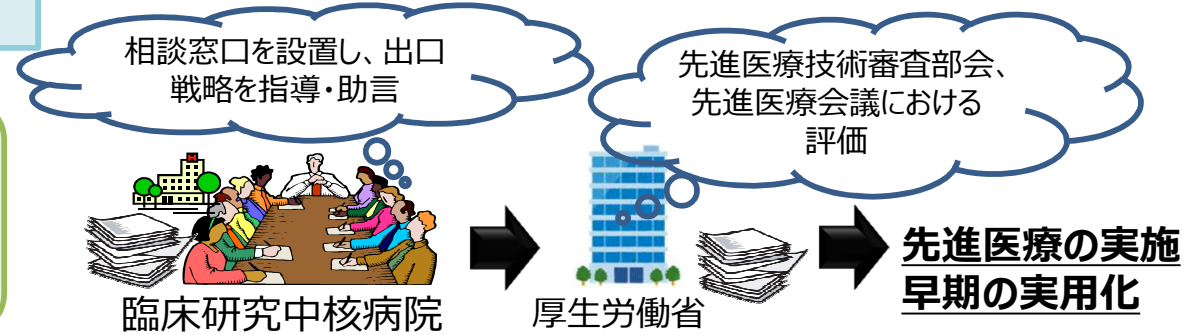 相談窓口を設置し、出口
戦略を指導・助言
先進医療技術審査部会、
先進医療会議における
評価
臨床研究中核病院
厚生労働省
先進医療の実施
早期の実用化